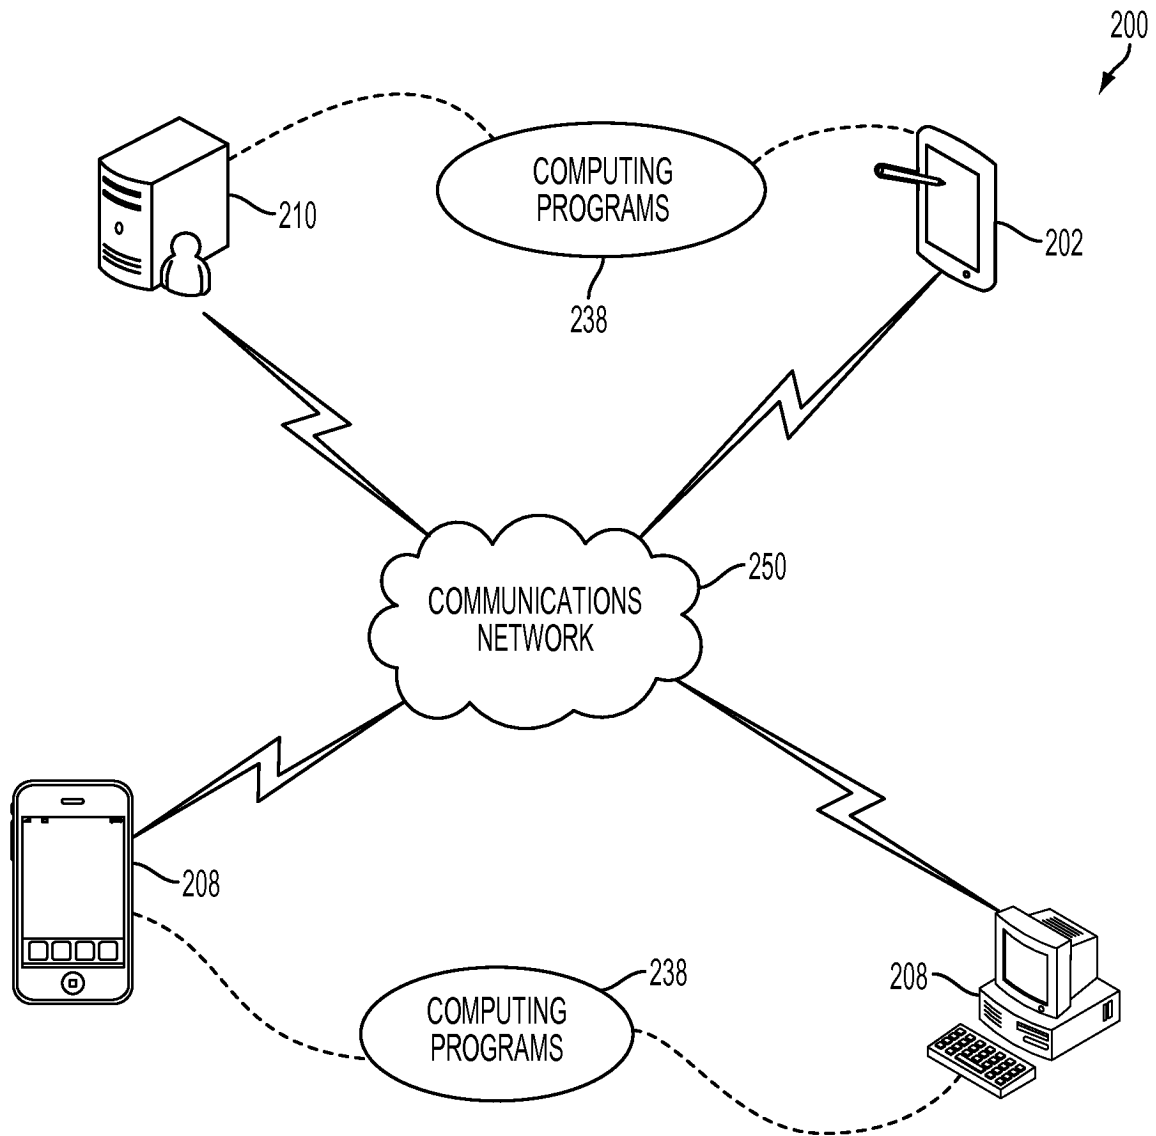 200
COMPUTING
PROGRAMS
210
202
238
250
COMMUNICATIONS
NETWORK
208
238
208
COMPUTING
PROGRAMS